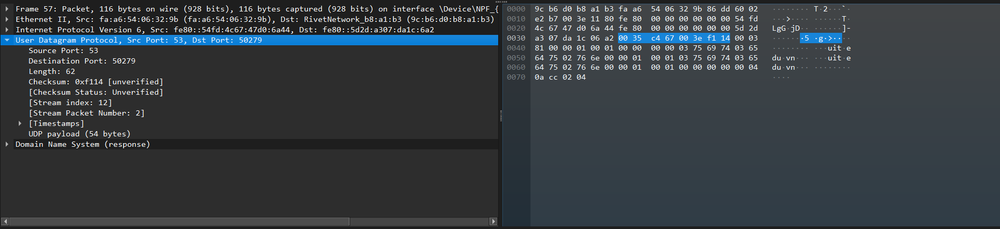 Frame 57: Packet, 116 bytes on wire (928 bits), 116 bytes captured (928 bits) on interface \Device\NPF_{
Ethernet II, Src: fa:a6:54:06:32:9b (fa:a6:54:06:32:9b), Dst: RivetNetwork_b8:a1:b3 (9c:b6:d0:b8:a1:b3)
Internet Protocol Version 6, Src: fe80::54fd:4c67:47d0:6a44, Dst: fe80::5d2d:a307:da1c:6a2
User Datagram Protocol, Src Port: 53, Dst Port: 50279
Source Port: 53
Destination Port: 50279
Length: 62
Checksum: 0xf114 [unverified]
[Checksum Status: Unverified]
[Stream index: 12]
[Stream Packet Number: 2]
[Timestamps]
UDP payload (54 bytes)
Domain Name System (response)
0000 9c b6 d0 b8 a1 b3 fa a6 54 06 32 9b 86 dd 60 02 ········ T·2···`·
0010 e2 b7 00 3e 11 80 fe 80 00 00 00 00 00 00 54 fd ···>···· ······T·
0020 4c 67 47 d0 6a 44 fe 80 00 00 00 00 00 00 5d 2d LgG·jD·· ······]-
0030 a3 07 da 1c 06 a2 00 35 c4 67 00 3e f1 14 00 03 ·······5 ·g·>····
0040 81 00 00 01 00 01 00 00 00 00 03 75 69 74 03 65 ········ ···uit·e
0050 64 75 02 76 6e 00 00 01 00 01 03 75 69 74 03 65 du·vn··· ···uit·e
0060 64 75 02 76 6e 00 00 01 00 01 00 00 00 00 00 04 du·vn··· ········
0070 0a cc 02 04 ····